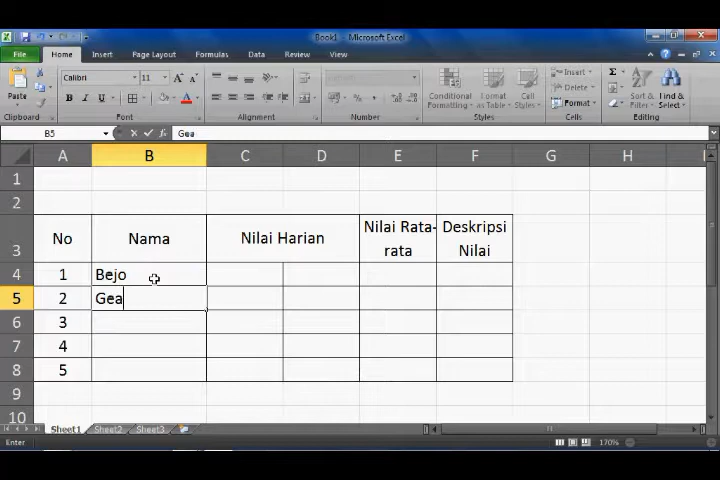 Book1 - Microsoft Excel
File Home Insert Page Layout Formulas Data Review View
Calibri 11
Paste
B I U
Conditional Formatting
Format as Table
Cell Styles
Insert
Delete
Format
Sort & Filter
Find & Select
Clipboard Font Alignment Number Styles Cells Editing
B5 Gea
A B C D E F G H
1
2
3 No Nama Nilai Harian Nilai Rata-rata Deskripsi Nilai
4 1 Bejo
5 2 Gea
6 3
7 4
8 5
9
10
Sheet1 Sheet2 Sheet3
Enter 170%